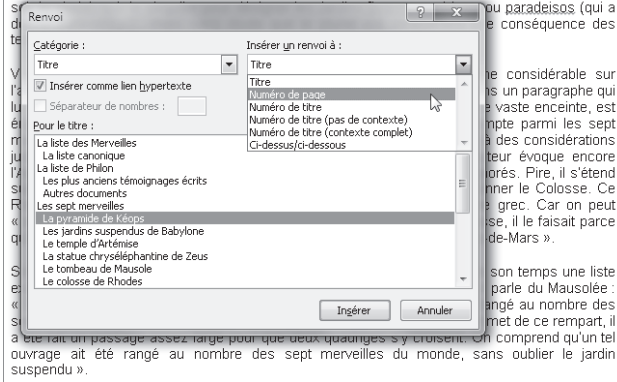 ou paradeisos (qui a
Renvoi
conséquence des
Catégorie :
Insérer un renvoi à :
Titre
Titre
Insérer comme lien hypertexte
Séparateur de nombres :
Titre
Numéro de page
Numéro de titre
Numéro de titre (pas de contexte)
Numéro de titre (contexte complet)
Ci-dessus/ci-dessous
Pour le titre :
La liste des Merveilles
La liste canonique
La liste de Philon
Les plus anciens témoignages écrits
Autres documents
Les sept merveilles
La pyramide de Kéops
Les jardins suspendus de Babylone
Le temple d'Artémise
La statue chryséléphantine de Zeus
Le tombeau de Mausole
Le colosse de Rhodes
Insérer
Annuler
ne considérable sur
ns un paragraphe qui
vaste enceinte, est
mpte parmi les sept
à des considérations
teur évoque encore
orés. Pire, il s'étend
nner le Colosse. Ce
grec. Car on peut
sse, il le faisait parce
-de-Mars ».
son temps une liste
parle du Mausolée :
angé au nombre des
met de ce rempart, il
a été fait un passage assez large pour que deux quadriges s'y croisent. On comprend qu'un tel
ouvrage ait été rangé au nombre des sept merveilles du monde, sans oublier le jardin
suspendu ».